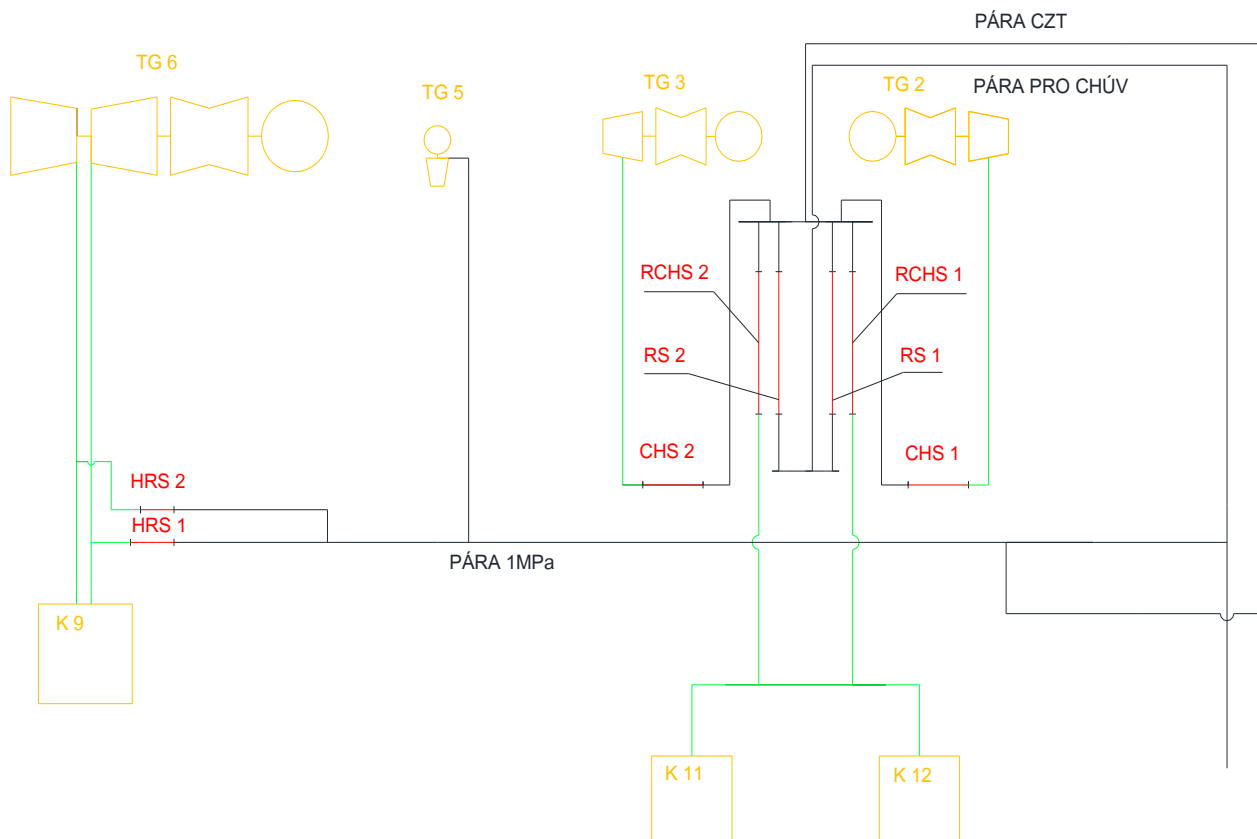 PÁRA CZT
TG 6
TG 5
TG 3
TG 2
PÁRA PRO CHÚV
RCHS 2
RCHS 1
RS 2
RS 1
CHS 2
CHS 1
HRS 2
HRS 1
PÁRA 1MPa
K 9
K 11
K 12